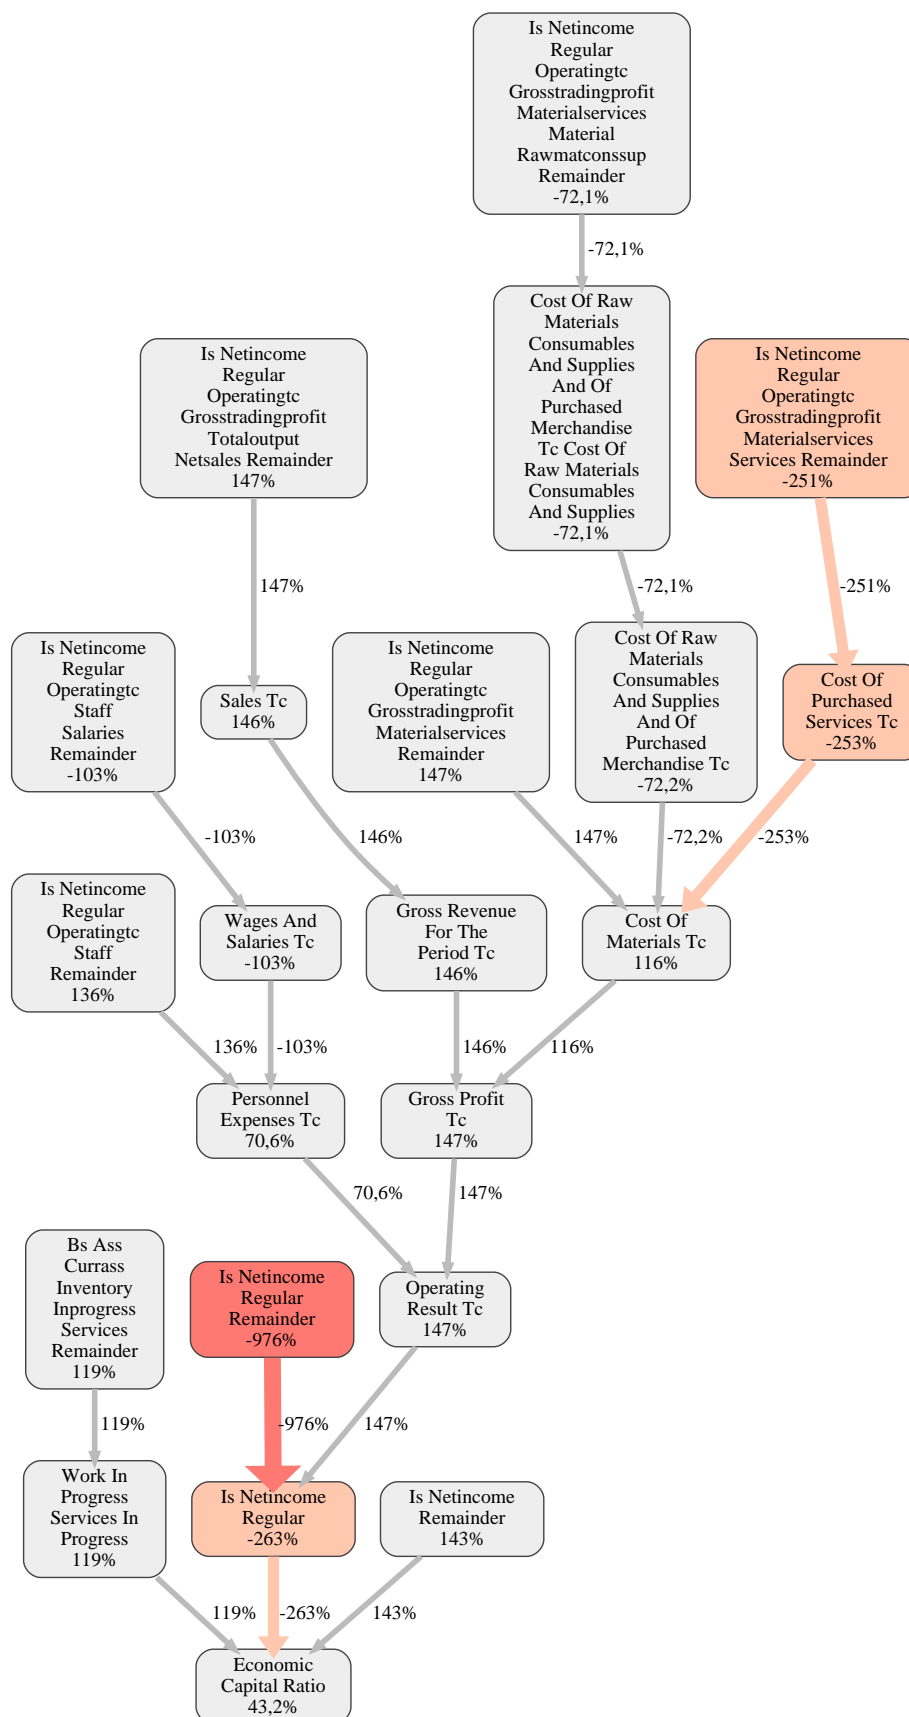 Is Netincome
Regular
Operatingtc
Grosstradingprofit
Materialservices
Material
Rawmatconssup
Remainder
-72,1%
-72,1%
Cost Of Raw
Materials
Consumables
And Supplies
And Of
Purchased
Merchandise
Tc Cost Of
Raw Materials
Consumables
And Supplies
-72,1%
Is Netincome
Regular
Operatingtc
Grosstradingprofit
Totaloutput
Netsales Remainder
147%
Is Netincome
Regular
Operatingtc
Grosstradingprofit
Materialservices
Services Remainder
-251%
147%
-72,1%
-251%
Is Netincome
Regular
Operatingtc
Staff
Salaries
Remainder
-103%
Sales Tc
146%
Is Netincome
Regular
Operatingtc
Grosstradingprofit
Materialservices
Remainder
147%
Cost Of Raw
Materials
Consumables
And Supplies
And Of
Purchased
Merchandise Tc
-72,2%
Cost Of
Purchased
Services Tc
-253%
-103%
146%
147%
-72,2%
-253%
Is Netincome
Regular
Operatingtc
Staff
Remainder
136%
Wages And
Salaries Tc
-103%
Gross Revenue
For The
Period Tc
146%
Cost Of
Materials Tc
116%
136%
-103%
146%
116%
Personnel
Expenses Tc
70,6%
Gross Profit
Tc
147%
70,6%
147%
Bs Ass
Currass
Inventory
Inprogress
Services
Remainder
119%
Is Netincome
Regular
Remainder
-976%
Operating
Result Tc
147%
119%
-976%
147%
Work In
Progress
Services In
Progress
119%
Is Netincome
Regular
-263%
Is Netincome
Remainder
143%
119%
-263%
143%
Economic
Capital Ratio
43,2%